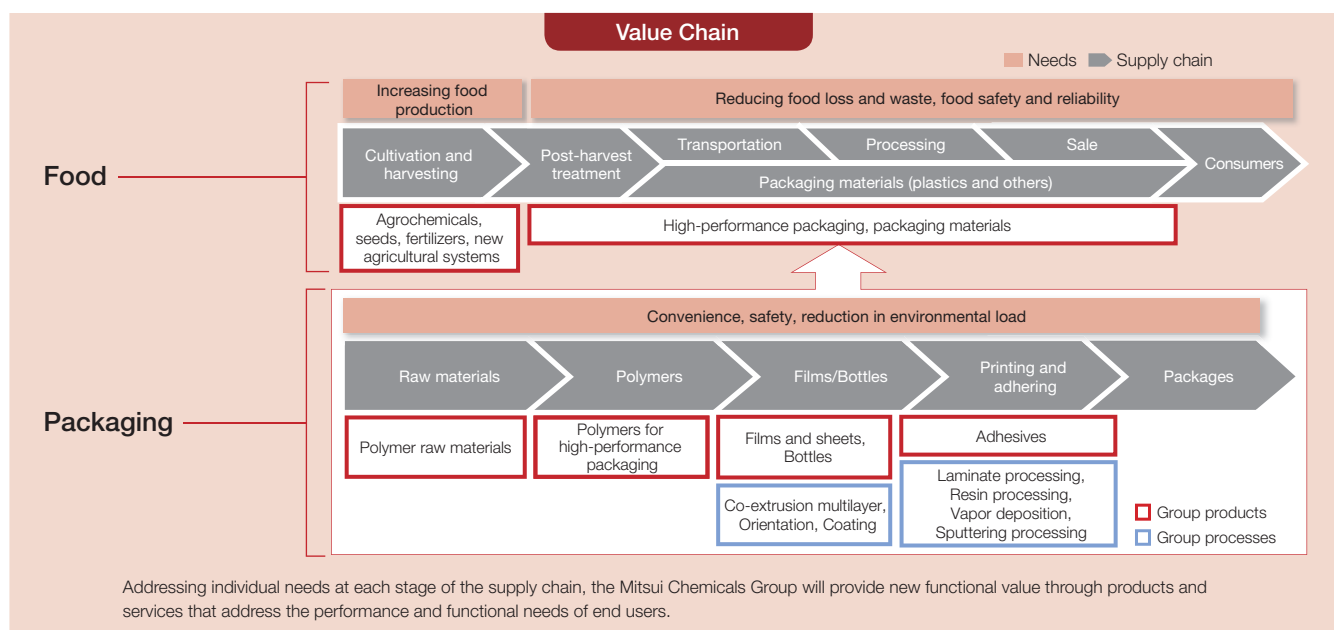 Value Chain
Needs
Supply chain
Food
Increasing food
production
Reducing food loss and waste, food safety and reliability
Cultivation and
harvesting
Post-harvest
treatment
Transportation
Processing
Sale
Packaging materials (plastics and others)
Consumers
Agrochemicals,
seeds, fertilizers, new
agricultural systems
High-performance packaging, packaging materials
Packaging
Convenience, safety, reduction in environmental load
Raw materials
Polymers
Films/Bottles
Printing and
adhering
Packages
Polymer raw materials
Polymers for
high-performance
packaging
Films and sheets,
Bottles
Adhesives
Co-extrusion multilayer,
Orientation, Coating
Laminate processing,
Resin processing,
Vapor deposition,
Sputtering processing
Group products
Group processes
Addressing individual needs at each stage of the supply chain, the Mitsui Chemicals Group will provide new functional value through products and
services that address the performance and functional needs of end users.